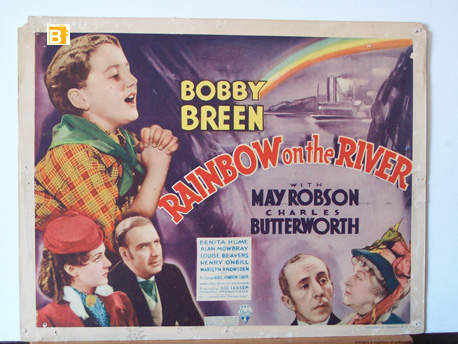 B
BOBBY
BREEN
RAINBOW on the RIVER
WITH
MAY ROBSON
CHARLES
BUTTERWORTH
BENITA HUME
ALAN MOWBRAY
LOUISE BEAVERS
HENRY O'NEILL
MARILYN KNOWLDEN